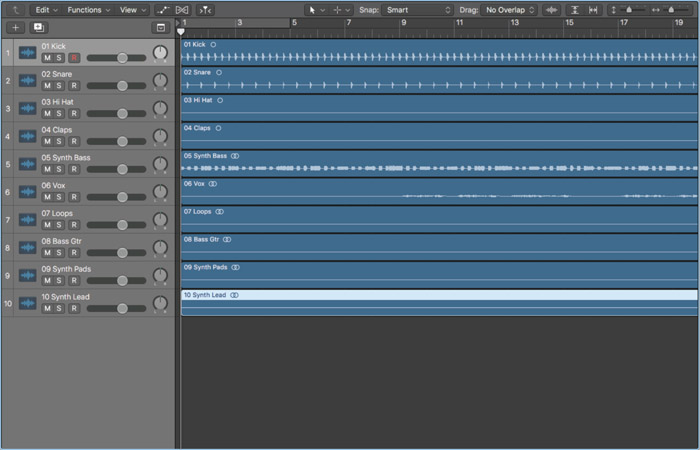 Edit Functions View Snap: Smart Drag: No Overlap
1 3 5 7 9 11 13 15 17 19
1 01 Kick
M S R
01 Kick
2 02 Snare
M S R
02 Snare
3 03 Hi Hat
M S R
03 Hi Hat
4 04 Claps
M S R
04 Claps
5 05 Synth Bass
M S R
05 Synth Bass
6 06 Vox
M S R
06 Vox
7 07 Loops
M S R
07 Loops
8 08 Bass Gtr
M S R
08 Bass Gtr
9 09 Synth Pads
M S R
09 Synth Pads
10 10 Synth Lead
M S R
10 Synth Lead